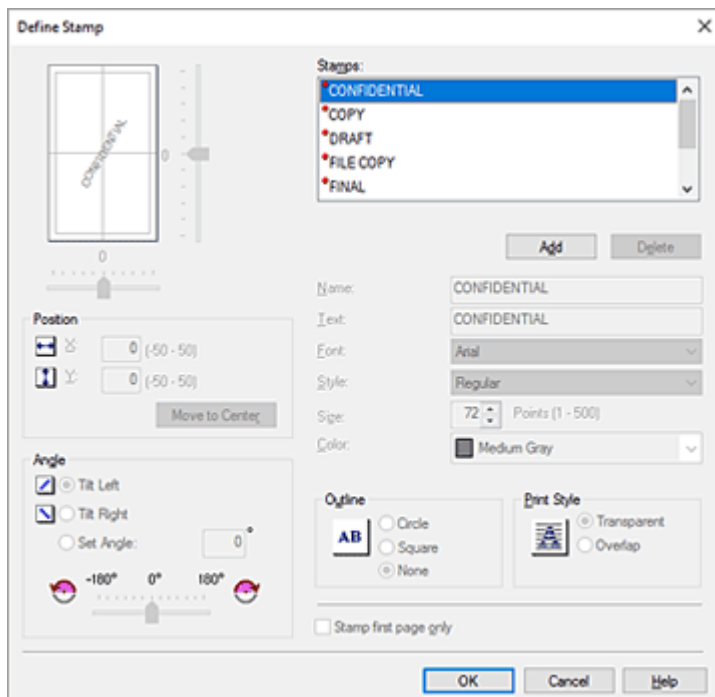 Define Stamp
CONFIDENTIAL
0
0
Position
X: 0 (-50 - 50)
Y: 0 (-50 - 50)
Move to Center
Angle
Tilt Left
Tilt Right
Set Angle: 0 °
-180° 0° 180°
Stamps:
*CONFIDENTIAL
*COPY
*DRAFT
*FILE COPY
*FINAL
Add Delete
Name: CONFIDENTIAL
Text: CONFIDENTIAL
Font: Arial
Style: Regular
Size: 72 Points (1 - 500)
Color: Medium Gray
Outline
AB
Circle
Square
None
Print Style
A
Transparent
Overlap
Stamp first page only
OK Cancel Help